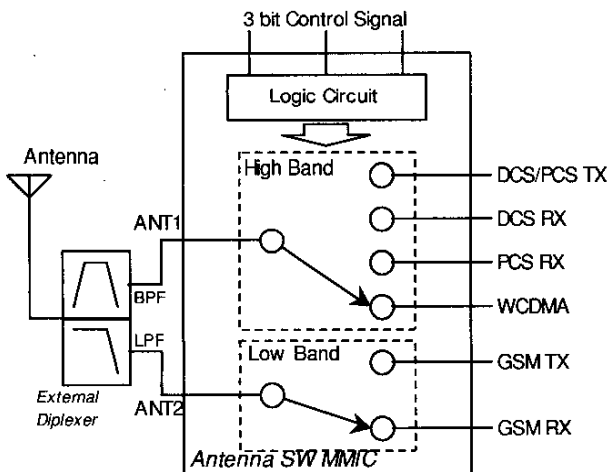 3 bit Control Signal
Logic Circuit
Antenna
High Band
DCS/PCS TX
ANT1
DCS RX
PCS RX
BPF
WCDMA
LPF
Low Band
GSM TX
External
Diplexer
ANT2
GSM RX
Antenna SW MMIC